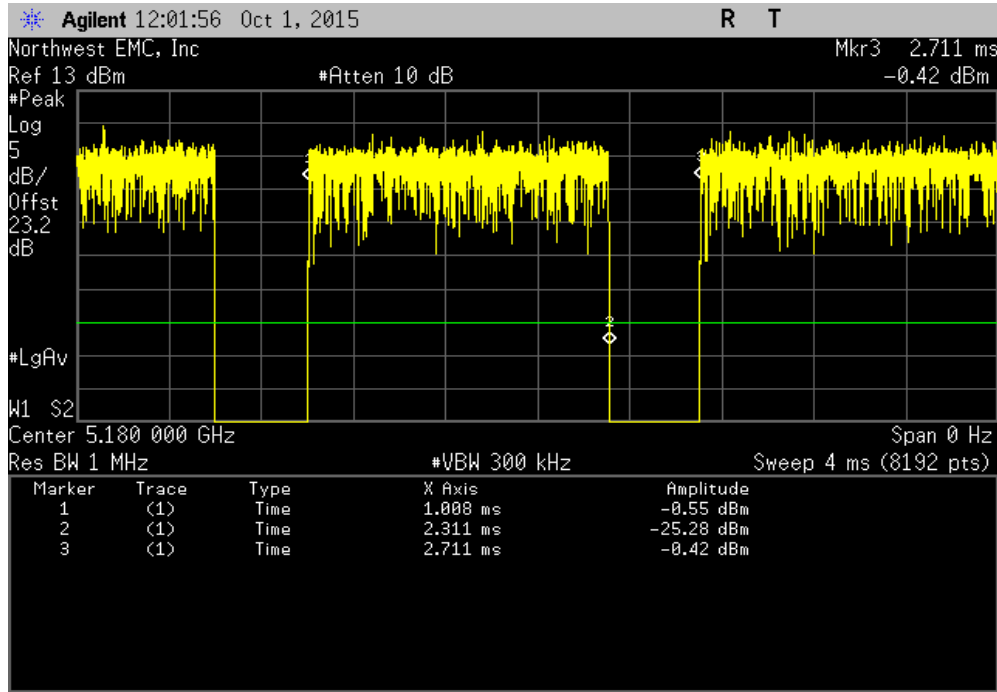 Agilent 12:01:56 Oct 1, 2015 R T
Northwest EMC, Inc Mkr3 2.711 ms
Ref 13 dBm #Atten 10 dB -0.42 dBm
#Peak
Log
5
dB/
Offst
23.2
dB
2
#LgAv
W1 S2
Center 5.180 000 GHz Span 0 Hz
Res BW 1 MHz #VBW 300 kHz Sweep 4 ms (8192 pts)
Marker Trace Type X Axis Amplitude
1 (1) Time 1.008 ms -0.55 dBm
2 (1) Time 2.311 ms -25.28 dBm
3 (1) Time 2.711 ms -0.42 dBm